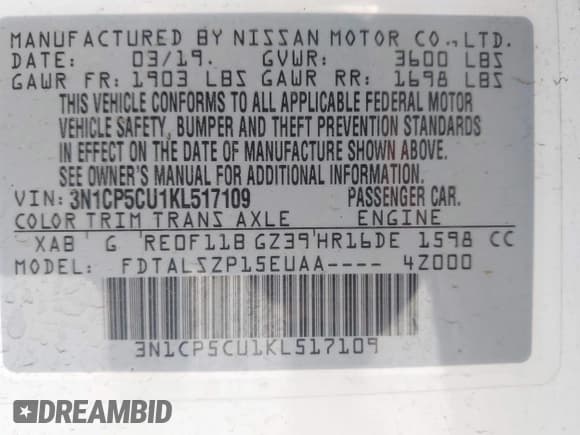 MANUFACTURED BY NISSAN MOTOR CO.,LTD.
DATE: 03/19. GVWR: 3600 LBS
GAWR FR: 1903 LBS GAWR RR: 1698 LBS
THIS VEHICLE CONFORMS TO ALL APPLICABLE FEDERAL MOTOR
VEHICLE SAFETY, BUMPER AND THEFT PREVENTION STANDARDS
IN EFFECT ON THE DATE OF MANUFACTURE SHOWN ABOVE.
SEE OWNER'S MANUAL FOR ADDITIONAL INFORMATION.
VIN: 3N1CP5CU1KL517109 PASSENGER CAR.
COLOR TRIM TRANS AXLE ENGINE
XAB G RE0F11B GZ39 HR16DE 1598 CC
MODEL: FDTALSZP15EUAA---- 4Z000
3N1CP5CU1KL517109
DREAMBID
DREAMBID